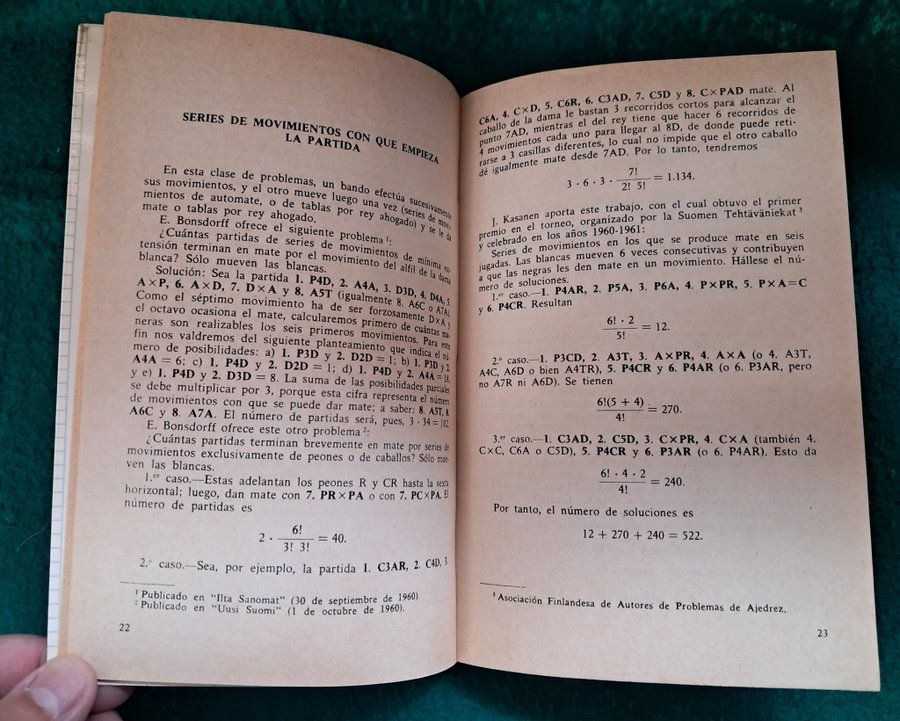 SERIES DE MOVIMIENTOS CON QUE EMPIEZA
LA PARTIDA
En esta clase de problemas, un bando efectúa sucesivamente
sus movimientos, y el otro mueve luego una vez (series de movi-
mientos de automate, o de tablas por rey ahogado) y se le da
mate o tablas por rey ahogado.
E. Bonsdorff ofrece el siguiente problema ¹:
¿Cuántas partidas de series de movimientos de mínima ex-
tensión terminan en mate por el movimiento del alfil de la dama
blanca? Sólo mueven las blancas.
Solución: Sea la partida 1. P4D, 2. A4A, 3. D3D, 4. D4A, 5.
A×P, 6. A×D, 7. D×A y 8. A5T (igualmente 8. A6C o A7A).
Como el séptimo movimiento ha de ser forzosamente D×A y
el octavo ocasiona el mate, calcularemos primero de cuántas ma-
neras son realizables los seis primeros movimientos. Para este
fin nos valdremos del siguiente planteamiento que indica el nú-
mero de posibilidades: a) 1. P3D y 2. D2D = 1; b) 1. P3D y 2.
A4A = 6; c) 1. P4D y 2. D2D = 1; d) 1. P4D y 2. A4A = 18,
y e) 1. P4D y 2. D3D = 8. La suma de las posibilidades parciales
se debe multiplicar por 3, porque esta cifra representa el número
de movimientos con que se puede dar mate; a saber: 8. A5T, 8.
A6C y 8. A7A. El número de partidas será, pues, 3 · 34 = 102.
E. Bonsdorff ofrece este otro problema ²:
¿Cuántas partidas terminan brevemente en mate por series de
movimientos exclusivamente de peones o de caballos? Sólo mue-
ven las blancas.
1.er caso.—Estas adelantan los peones R y CR hasta la sexta
horizontal; luego, dan mate con 7. PR×PA o con 7. PC×PA. El
número de partidas es
2 · 6! / 3! 3! = 40.
2.º caso.—Sea, por ejemplo, la partida 1. C3AR, 2. C4D, 3.
¹ Publicado en "Ilta Sanomat" (30 de septiembre de 1960).
² Publicado en "Uusi Suomi" (1 de octubre de 1960).
22
C6A, 4. C×D, 5. C6R, 6. C3AD, 7. C5D y 8. C×PAD mate. Al
caballo de la dama le bastan 3 recorridos cortos para alcanzar el
punto 7AD, mientras el del rey tiene que hacer 6 recorridos de
4 movimientos cada uno para llegar al 8D, de donde puede reti-
rarse a 3 casillas diferentes, lo cual no impide que el otro caballo
dé igualmente mate desde 7AD. Por lo tanto, tendremos
3 · 6 · 3 · 7! / 2! 5! = 1.134.
J. Kasanen aporta este trabajo, con el cual obtuvo el primer
premio en el torneo, organizado por la Suomen Tehtäväniekat ³
y celebrado en los años 1960-1961:
Series de movimientos en los que se produce mate en seis
jugadas. Las blancas mueven 6 veces consecutivas y contribuyen
a que las negras les den mate en un movimiento. Hállese el nú-
mero de soluciones.
1.er caso.—1. P4AR, 2. P5A, 3. P6A, 4. P×PR, 5. P×A=C
y 6. P4CR. Resultan
6! · 2 / 5! = 12.
2.º caso.—1. P3CD, 2. A3T, 3. A×PR, 4. A×A (o 4. A3T,
A4C, A6D o bien A4TR), 5. P4CR y 6. P4AR (o 6. P3AR, pero
no A7R ni A6D). Se tienen
6!(5 + 4) / 4! = 270.
3.er caso.—1. C3AD, 2. C5D, 3. C×PR, 4. C×A (también 4.
C×C, C6A o C5D), 5. P4CR y 6. P3AR (o 6. P4AR). Esto da
6! · 4 · 2 / 4! = 240.
Por tanto, el número de soluciones es
12 + 270 + 240 = 522.
³ Asociación Finlandesa de Autores de Problemas de Ajedrez.
23